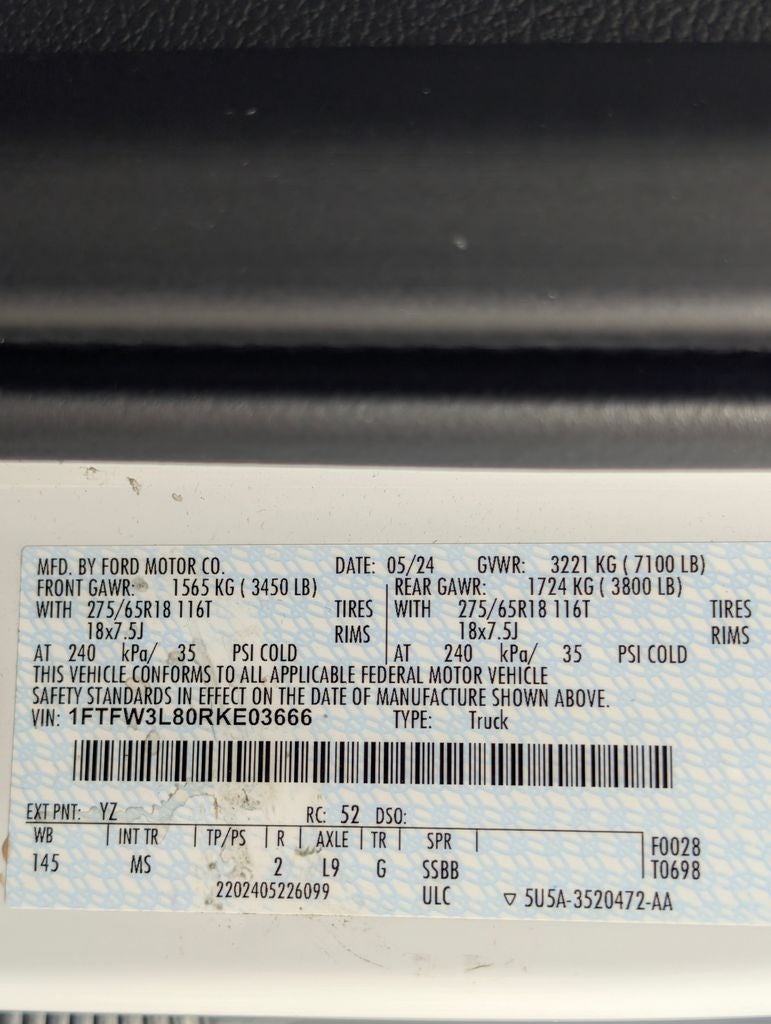 MFD. BY FORD MOTOR CO. DATE: 05/24 GVWR: 3221 KG ( 7100 LB)
FRONT GAWR: 1565 KG ( 3450 LB) REAR GAWR: 1724 KG ( 3800 LB)
WITH 275/65R18 116T TIRES WITH 275/65R18 116T TIRES
18x7.5J RIMS 18x7.5J RIMS
AT 240 kPa/ 35 PSI COLD AT 240 kPa/ 35 PSI COLD
THIS VEHICLE CONFORMS TO ALL APPLICABLE FEDERAL MOTOR VEHICLE
SAFETY STANDARDS IN EFFECT ON THE DATE OF MANUFACTURE SHOWN ABOVE.
VIN: 1FTFW3L80RKE03666 TYPE: Truck
EXT PNT: YZ RC: 52 DSO:
WB INT TR TP/PS R AXLE TR SPR F0028
145 MS 2 L9 G SSBB T0698
2202405226099 ULC ▽ 5U5A-3520472-AA